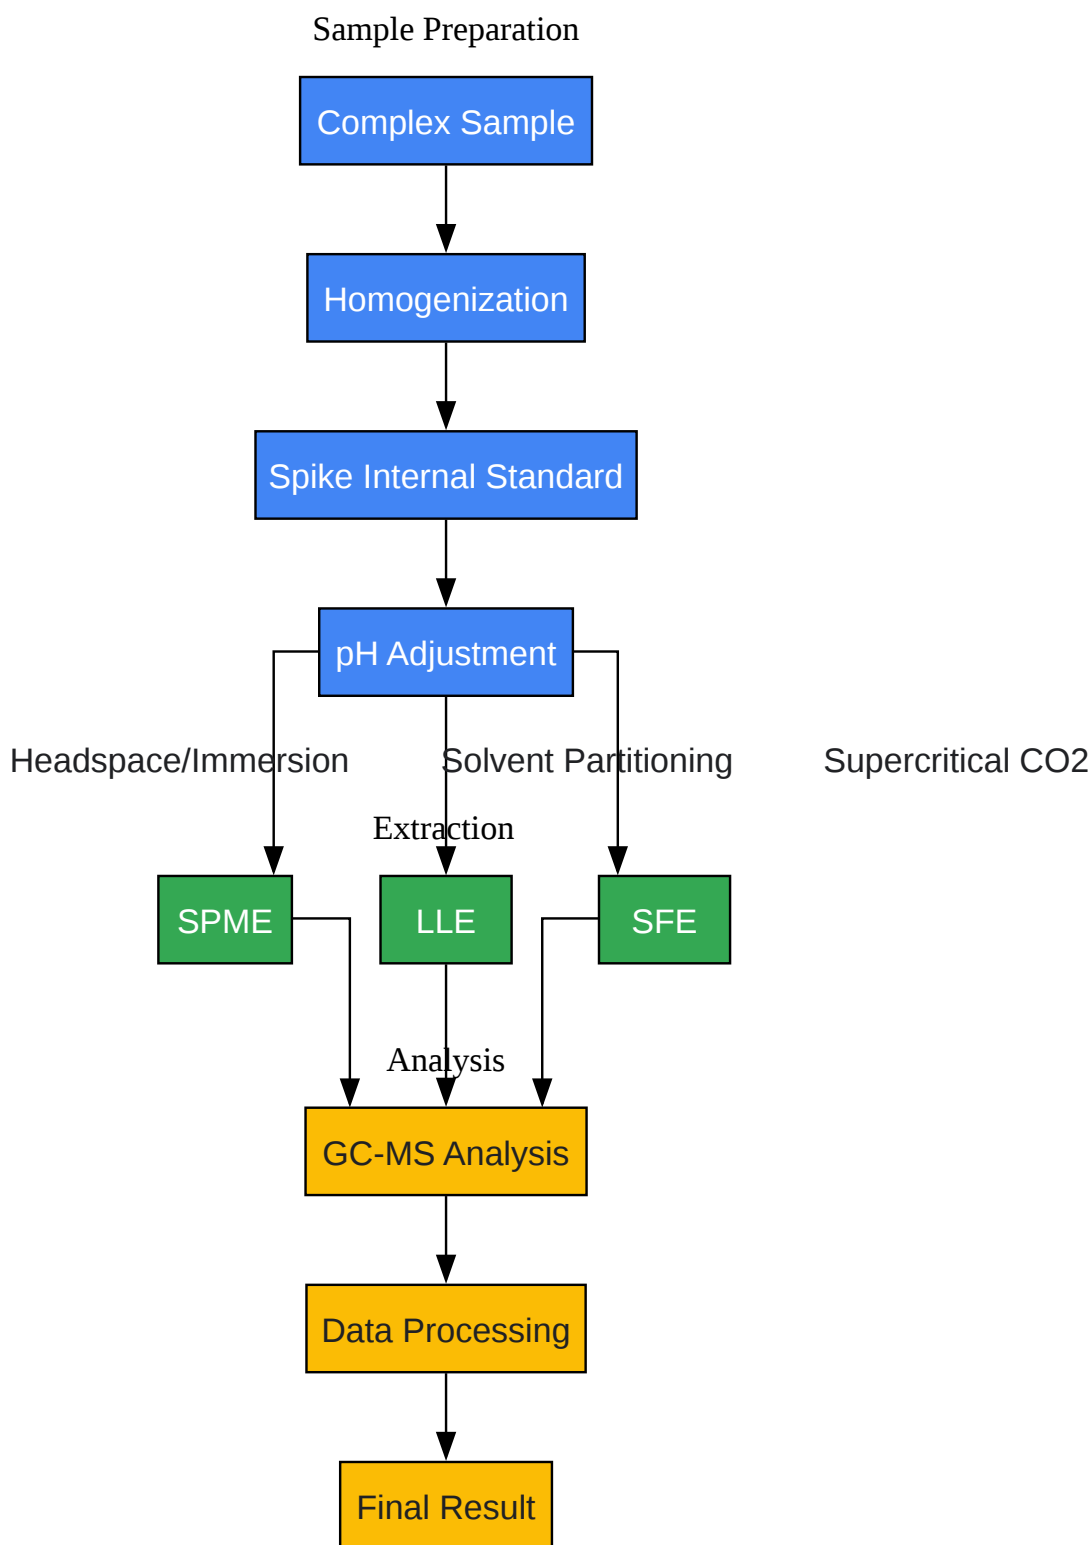 Sample Preparation
Complex Sample
Homogenization
Spike Internal Standard
pH Adjustment
Headspace/Immersion
Solvent Partitioning
Supercritical CO2
Extraction
SPME
LLE
SFE
Analysis
GC-MS Analysis
Data Processing
Final Result